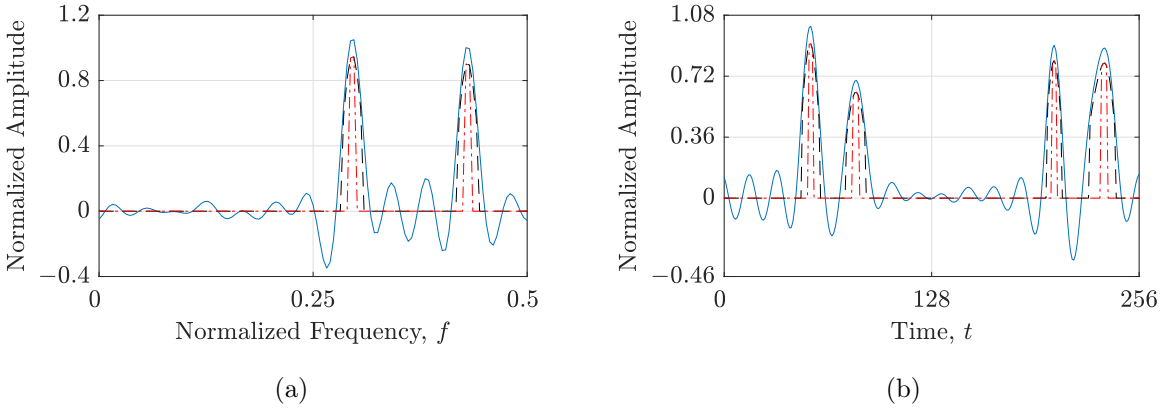 1.2
0.8
0.4
0
−0.4
Normalized Amplitude
0 0.25 0.5
Normalized Frequency, f
(a)
1.08
0.72
0.36
0
−0.46
Normalized Amplitude
0 128 256
Time, t
(b)